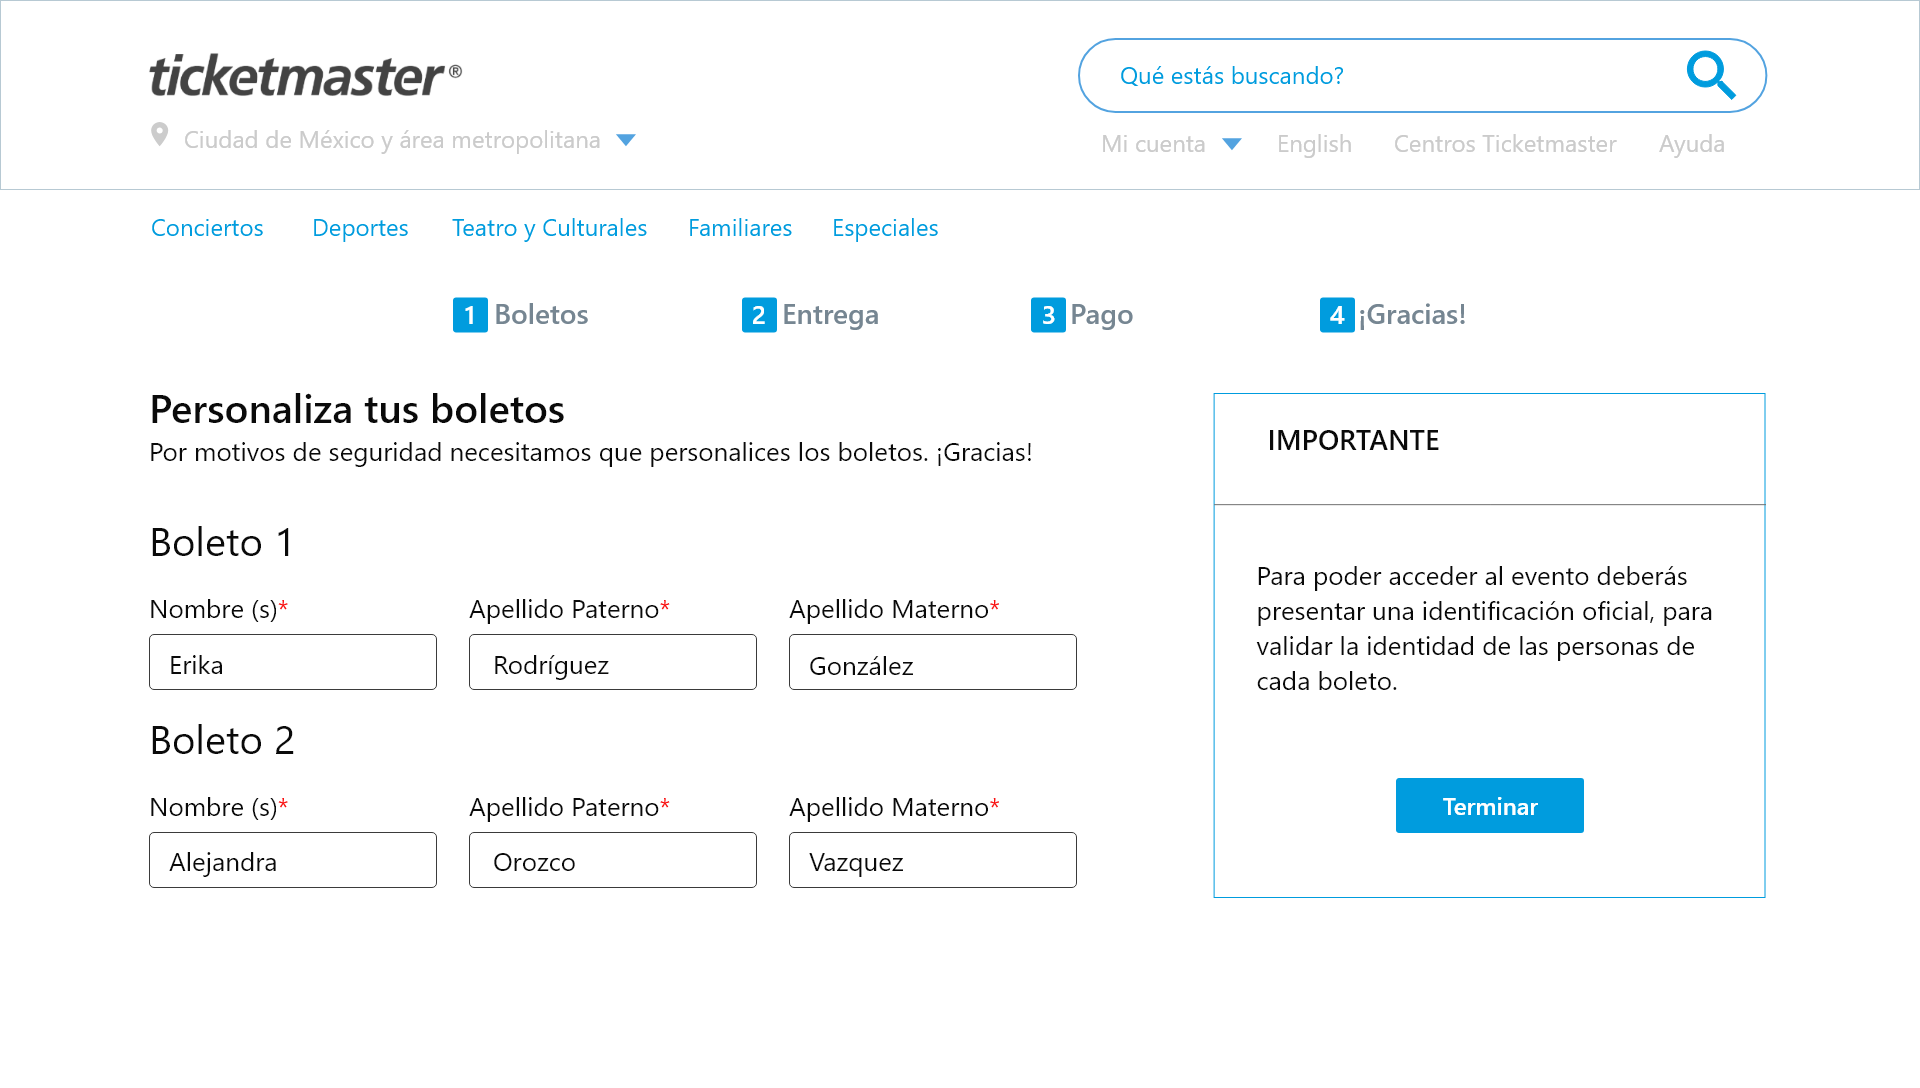 ticketmaster®
Qué estás buscando?
Ciudad de México y área metropolitana
Mi cuenta English Centros Ticketmaster Ayuda
Conciertos Deportes Teatro y Culturales Familiares Especiales
1 Boletos 2 Entrega 3 Pago 4 ¡Gracias!
Personaliza tus boletos
Por motivos de seguridad necesitamos que personalices los boletos. ¡Gracias!
Boleto 1
Nombre (s)* Apellido Paterno* Apellido Materno*
Erika Rodríguez González
Boleto 2
Nombre (s)* Apellido Paterno* Apellido Materno*
Alejandra Orozco Vazquez
IMPORTANTE
Para poder acceder al evento deberás
presentar una identificación oficial, para
validar la identidad de las personas de
cada boleto.
Terminar